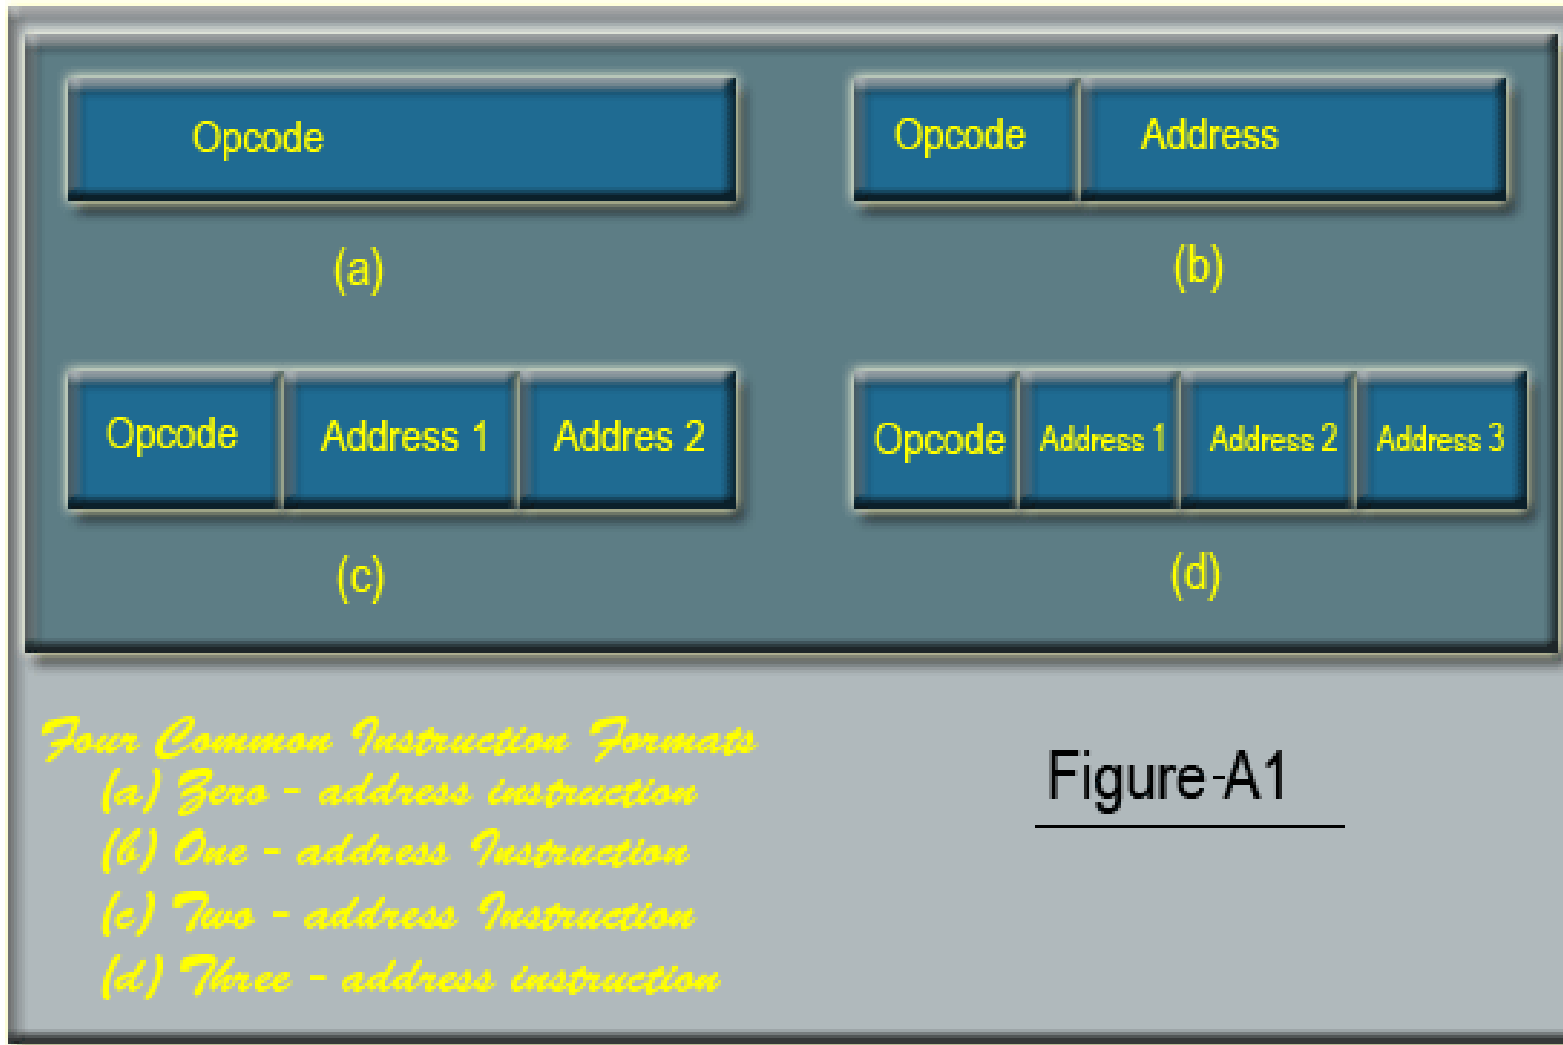 Opcode
Opcode Address
(a)
(b)
Opcode Address 1 Addres 2
Opcode Address 1 Address 2 Address 3
(c)
(d)
Four Common Instruction Formats
(a) Zero - address instruction
(b) One - address Instruction
(c) Two - address Instruction
(d) Three - address instruction
Figure-A1